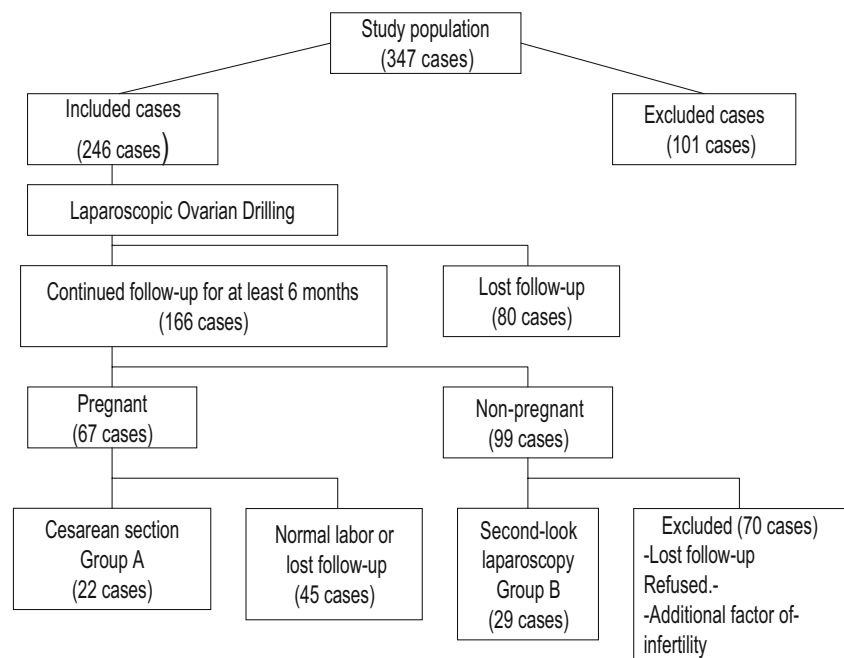 Study population
(347 cases)
Included cases
(246 cases)
Excluded cases
(101 cases)
Laparoscopic Ovarian Drilling
Continued follow-up for at least 6 months
(166 cases)
Lost follow-up
(80 cases)
Pregnant
(67 cases)
Non-pregnant
(99 cases)
Cesarean section
Group A
(22 cases)
Normal labor or
lost follow-up
(45 cases)
Second-look
laparoscopy
Group B
(29 cases)
Excluded (70 cases)
-Lost follow-up
Refused.-
-Additional factor of-
infertility